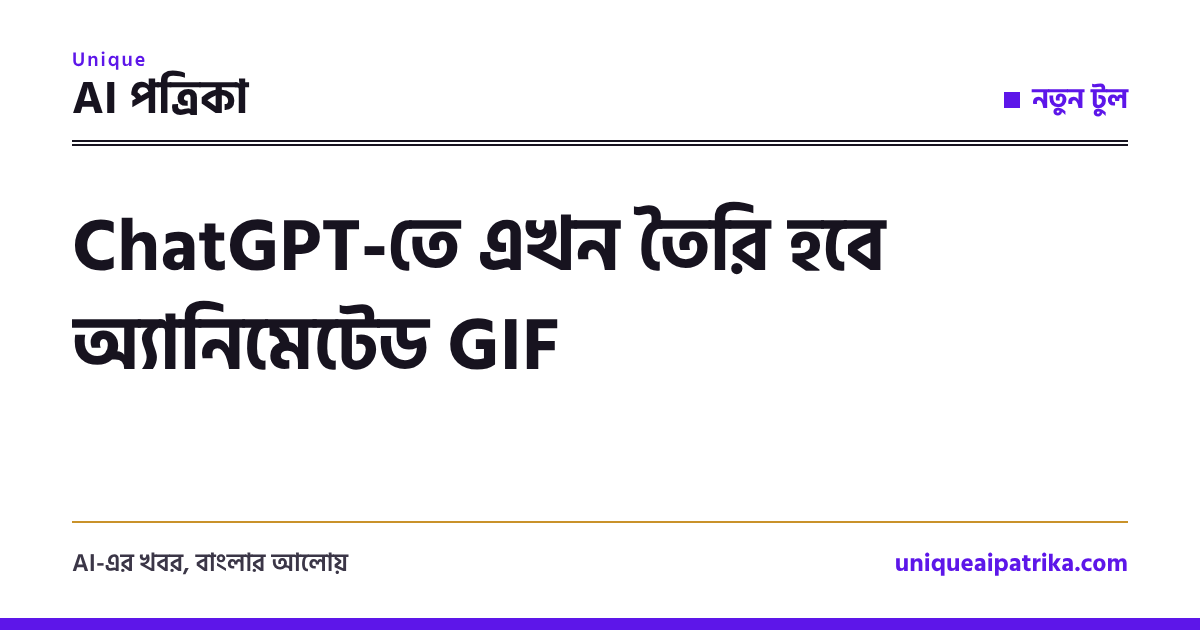 Unique
AI পত্রিকা
নতুন টুল
ChatGPT-তে এখন তৈরি হবে
অ্যানিমেটেড GIF
AI-এর খবর, বাংলার আলোয়
uniqueaipatrika.com